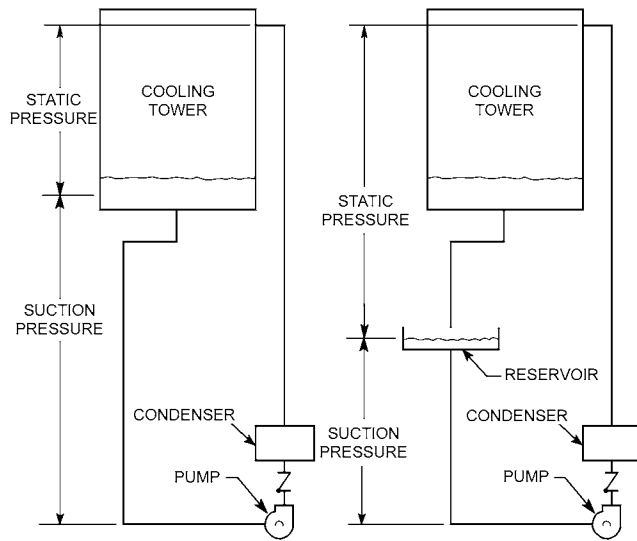 COOLING
TOWER
STATIC
PRESSURE
SUCTION
PRESSURE
CONDENSER
PUMP
COOLING
TOWER
STATIC
PRESSURE
RESERVOIR
CONDENSER
SUCTION
PRESSURE
PUMP